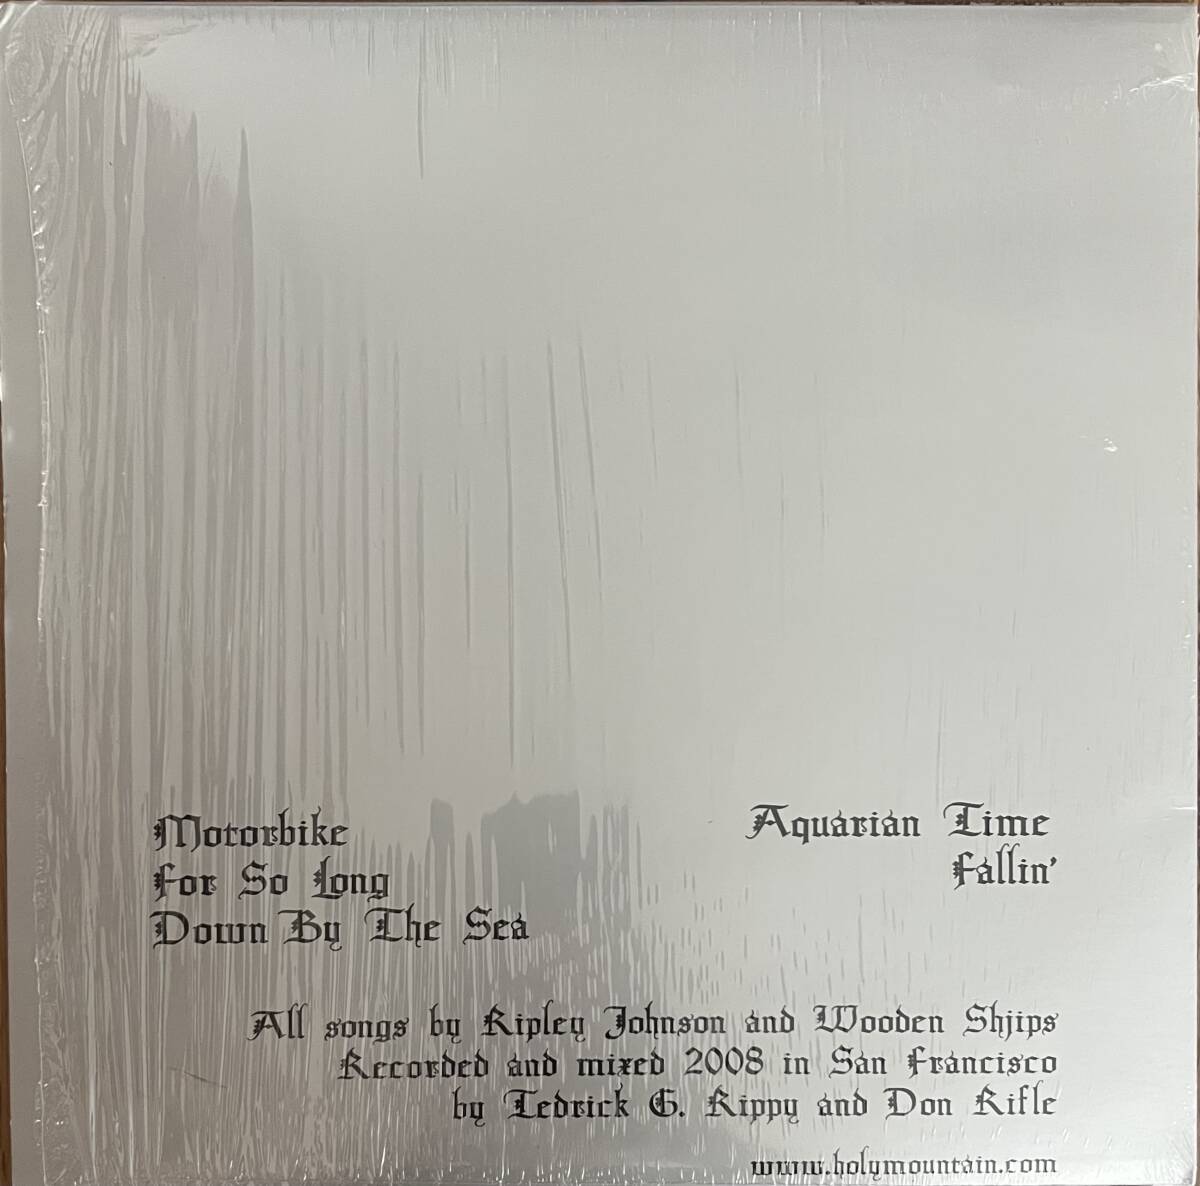 Motorbike
For So Long
Down By The Sea
Aquarian Time
Fallin'
All songs by Ripley Johnson and Wooden Shjips
Recorded and mixed 2008 in San Francisco
by Tedrick G. Rippy and Don Rifle
www.holymountain.com